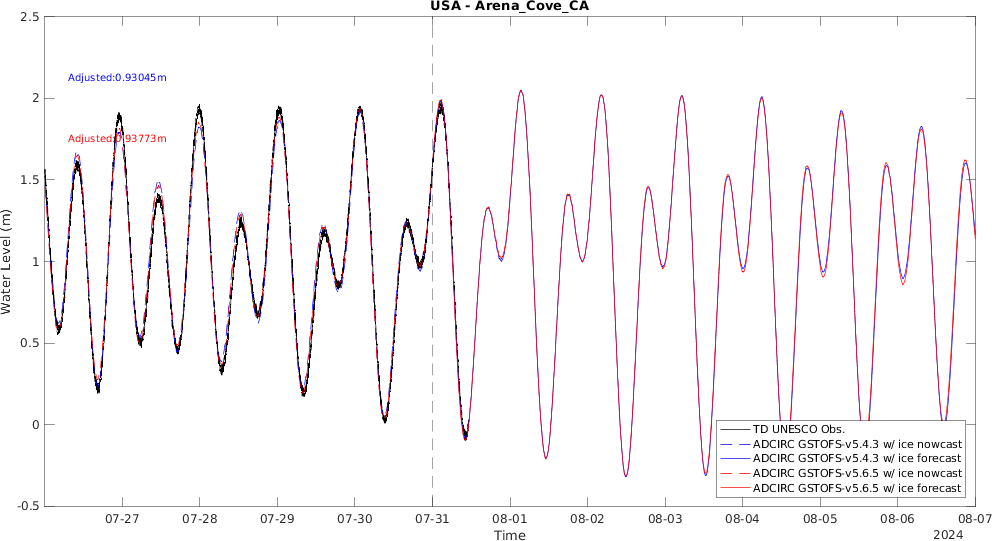 USA - Arena_Cove_CA
2.5
2
1.5
1
0.5
0
-0.5
Water Level (m)
Adjusted:0.93045m
Adjusted:0.93773m
TD UNESCO Obs.
ADCIRC GSTOFS-v5.4.3 w/ ice nowcast
ADCIRC GSTOFS-v5.4.3 w/ ice forecast
ADCIRC GSTOFS-v5.6.5 w/ ice nowcast
ADCIRC GSTOFS-v5.6.5 w/ ice forecast
07-27 07-28 07-29 07-30 07-31 08-01 08-02 08-03 08-04 08-05 08-06 08-07
Time
2024